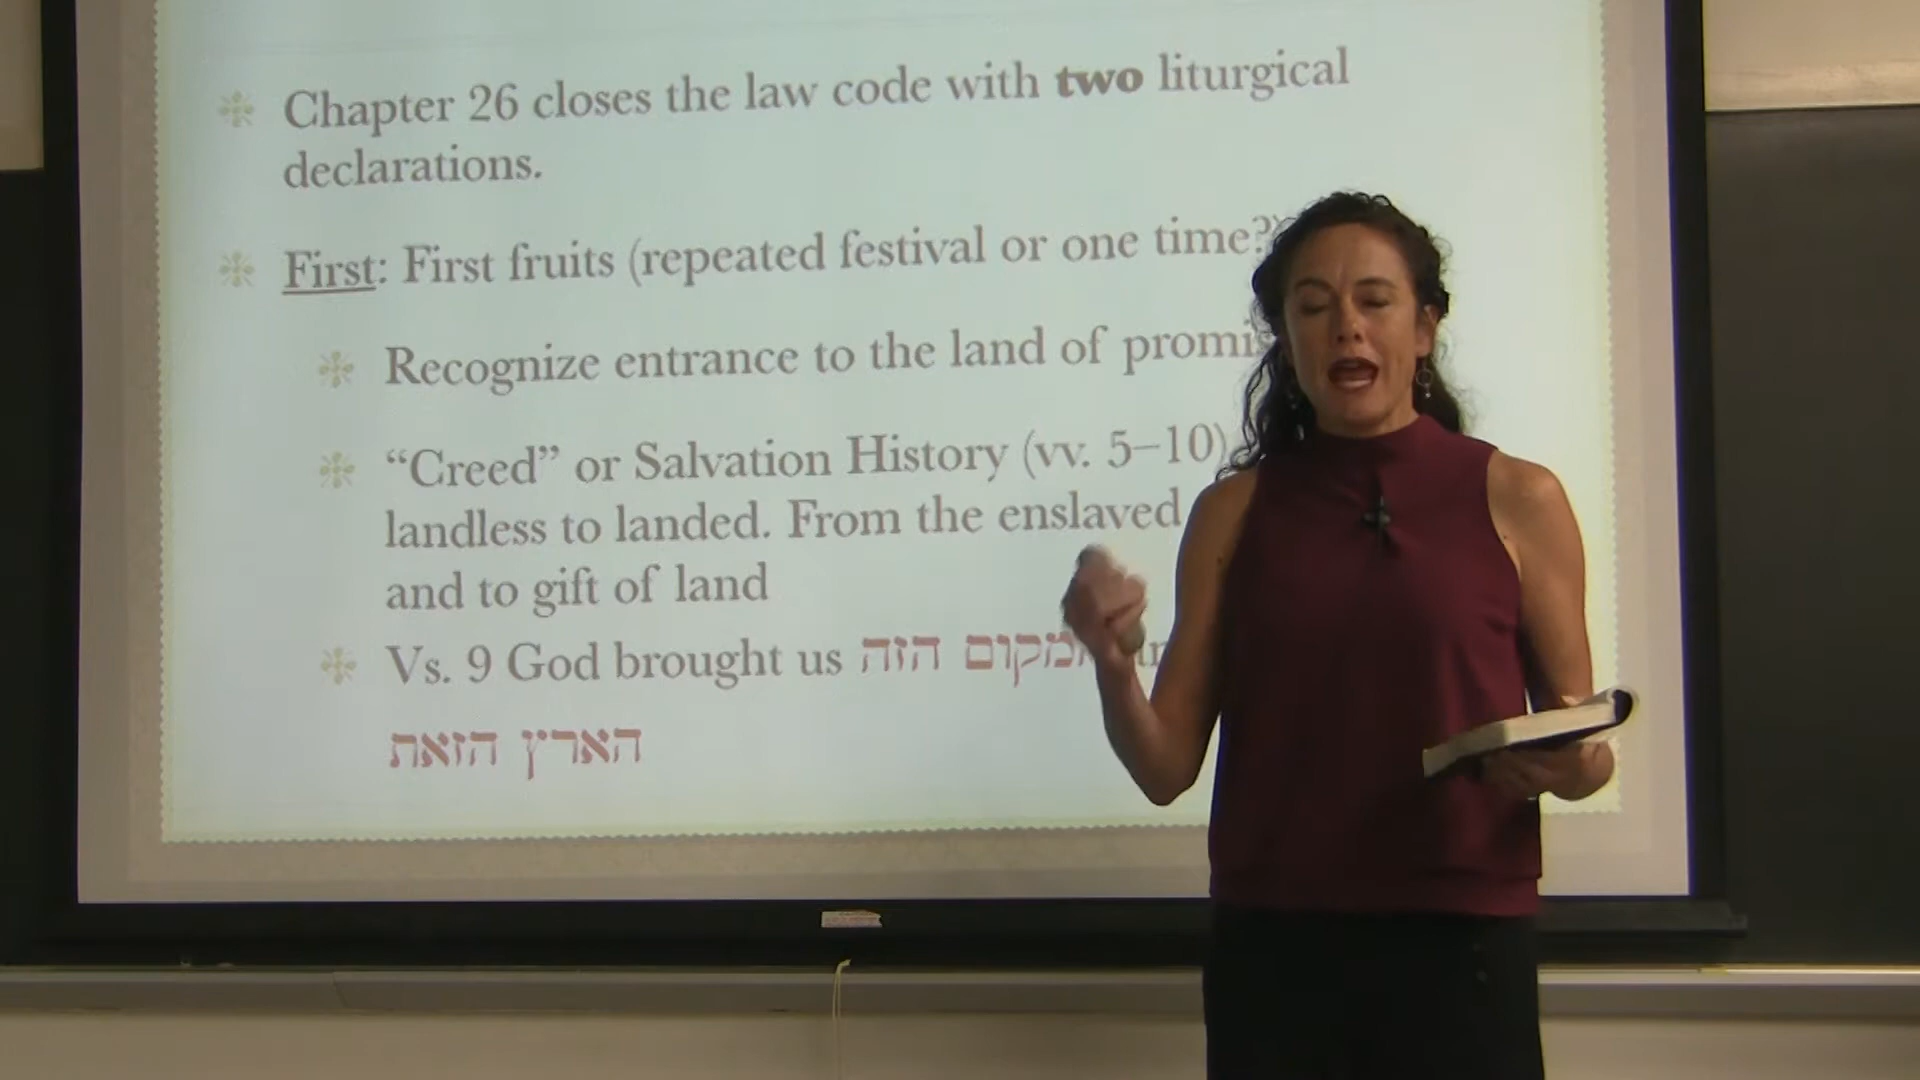 Chapter 26 closes the law code with two liturgical
declarations.
First: First fruits (repeated festival or one time?)
Recognize entrance to the land of
“Creed” or Salvation History (vv. 5–10)
landless to landed. From the enslaved
and to gift of land
Vs. 9 God brought us הזה
הארץ הזאת